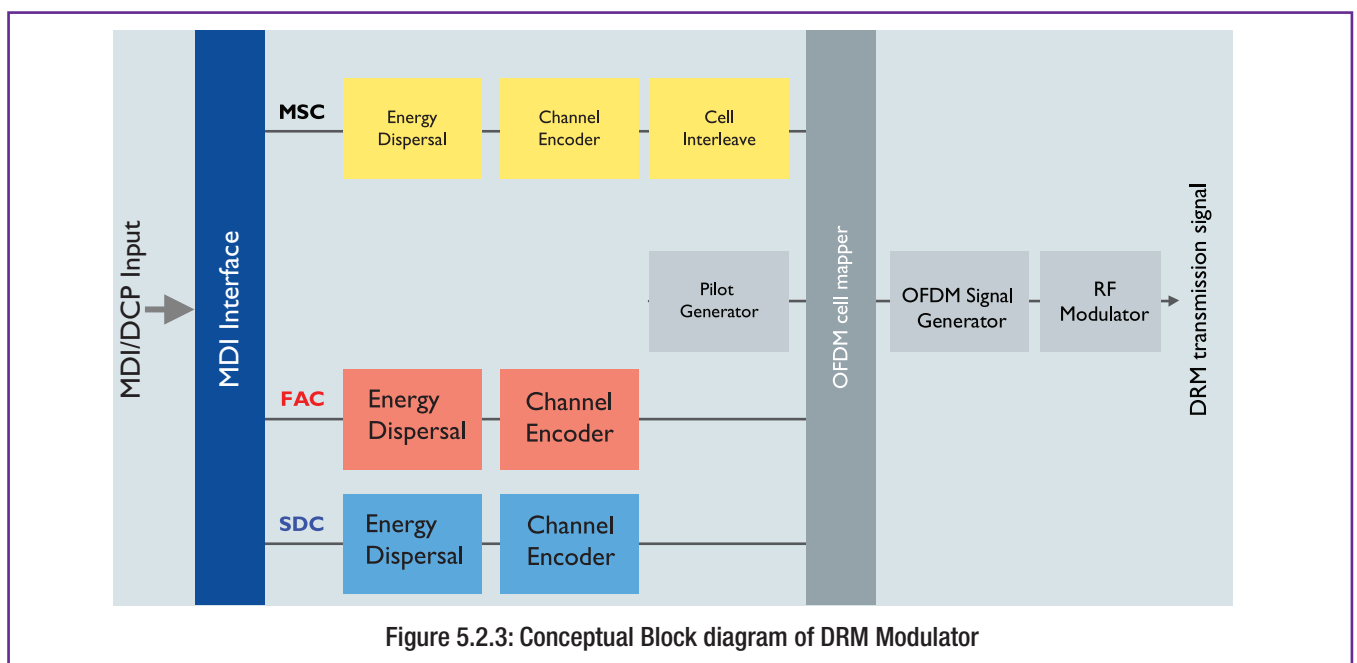 MDI/DCP Input
MDI Interface
MSC
Energy
Dispersal
Channel
Encoder
Cell
Interleave
Pilot
Generator
FAC
Energy
Dispersal
Channel
Encoder
SDC
Energy
Dispersal
Channel
Encoder
OFDM cell mapper
OFDM Signal
Generator
RF
Modulator
DRM transmission signal
Figure 5.2.3: Conceptual Block diagram of DRM Modulator